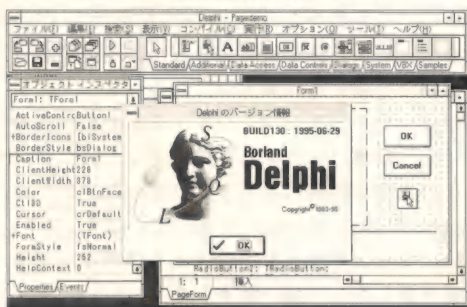 Delphi - Pagedemo
ファイル(F) 編集(E) 検索(S) 表示(V) コンパイル(C) 実行(R) オプション(O) ツール(T) ヘルプ(H)
Standard Additional Data Access Data Controls Dialogs System VBX Samples
オブジェクト インスペクタ
Form1: TForm1
ActiveControl Button1
AutoScroll False
+BorderIcons [biSystem
BorderStyle bsDialog
Caption Form1
ClientHeight 228
ClientWidth 378
Color clBtnFace
Ctl3D True
Cursor crDefault
Enabled True
+Font (TFont)
FormStyle fsNormal
Height 262
HelpContext 0
Properties Events
Form1
OK
Cancel
Delphi のバージョン情報
S
Q
L
BUILD130 : 1995-06-29
Borland
Delphi
Copyright© 1993-95
OK
RadioButton1: TRadioButton;
1: 1 挿入
PageForm